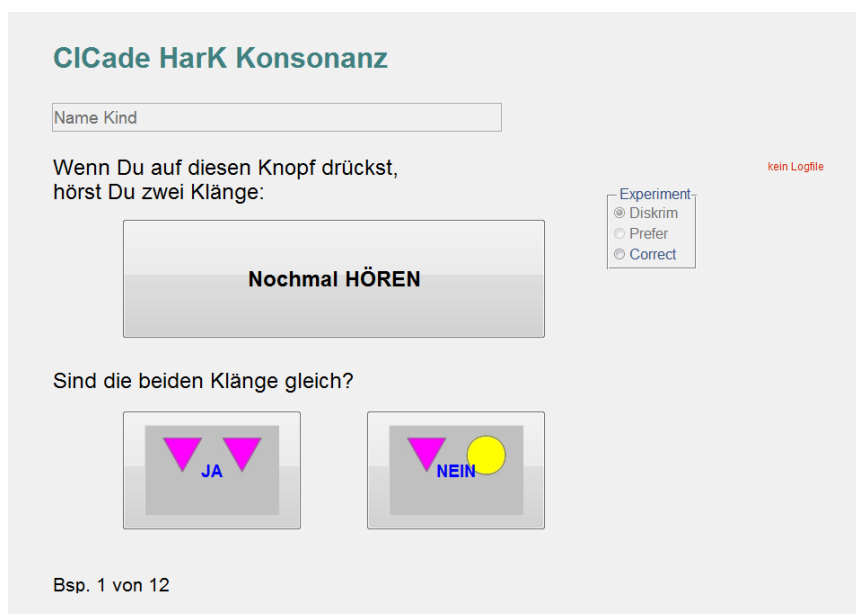 CICade HarK Konsonanz
Name Kind
Wenn Du auf diesen Knopf drückst,
hörst Du zwei Klänge:
kein Logfile
Experiment
Diskrim
Prefer
Correct
Nochmal HÖREN
Sind die beiden Klänge gleich?
JA
NEIN
Bsp. 1 von 12